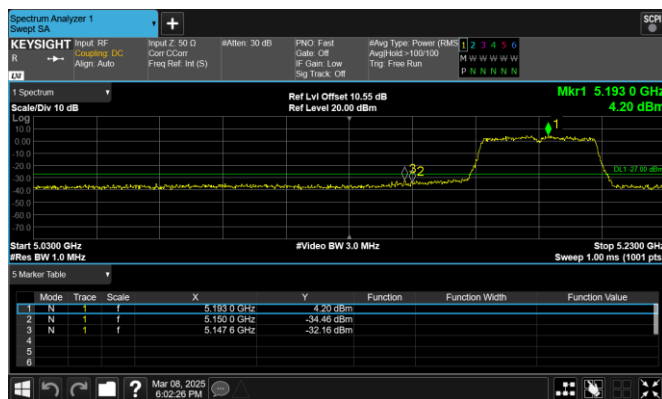 Spectrum Analyzer 1
Swept SA
+
SCPI
KEYSIGHT
R
LXI
Input: RF
Coupling: DC
Align: Auto
Input Z: 50 Ω
Corr CCorr
Freq Ref: Int (S)
#Atten: 30 dB
PNO: Fast
Gate: Off
IF Gain: Low
Sig Track: Off
#Avg Type: Power (RMS
Avg|Hold:>100/100
Trig: Free Run
1 2 3 4 5 6
M W W W W W
P N N N N N
1 Spectrum
Scale/Div 10 dB
Log
Ref Lvl Offset 10.55 dB
Ref Level 20.00 dBm
Mkr1 5.193 0 GHz
4.20 dBm
10.0
0.00
-10.0
-20.0
-30.0
-40.0
-50.0
-60.0
-70.0
1
3
2
DL1 -27.00 dBm
Start 5.0300 GHz
#Res BW 1.0 MHz
#Video BW 3.0 MHz
Stop 5.2300 GHz
Sweep 1.00 ms (1001 pts
5 Marker Table
Mode Trace Scale X Y Function Function Width Function Value
1 N 1 f 5.193 0 GHz 4.20 dBm
2 N 1 f 5.150 0 GHz -34.46 dBm
3 N 1 f 5.147 6 GHz -32.16 dBm
4
5
6
?
Mar 08, 2025
6:02:26 PM